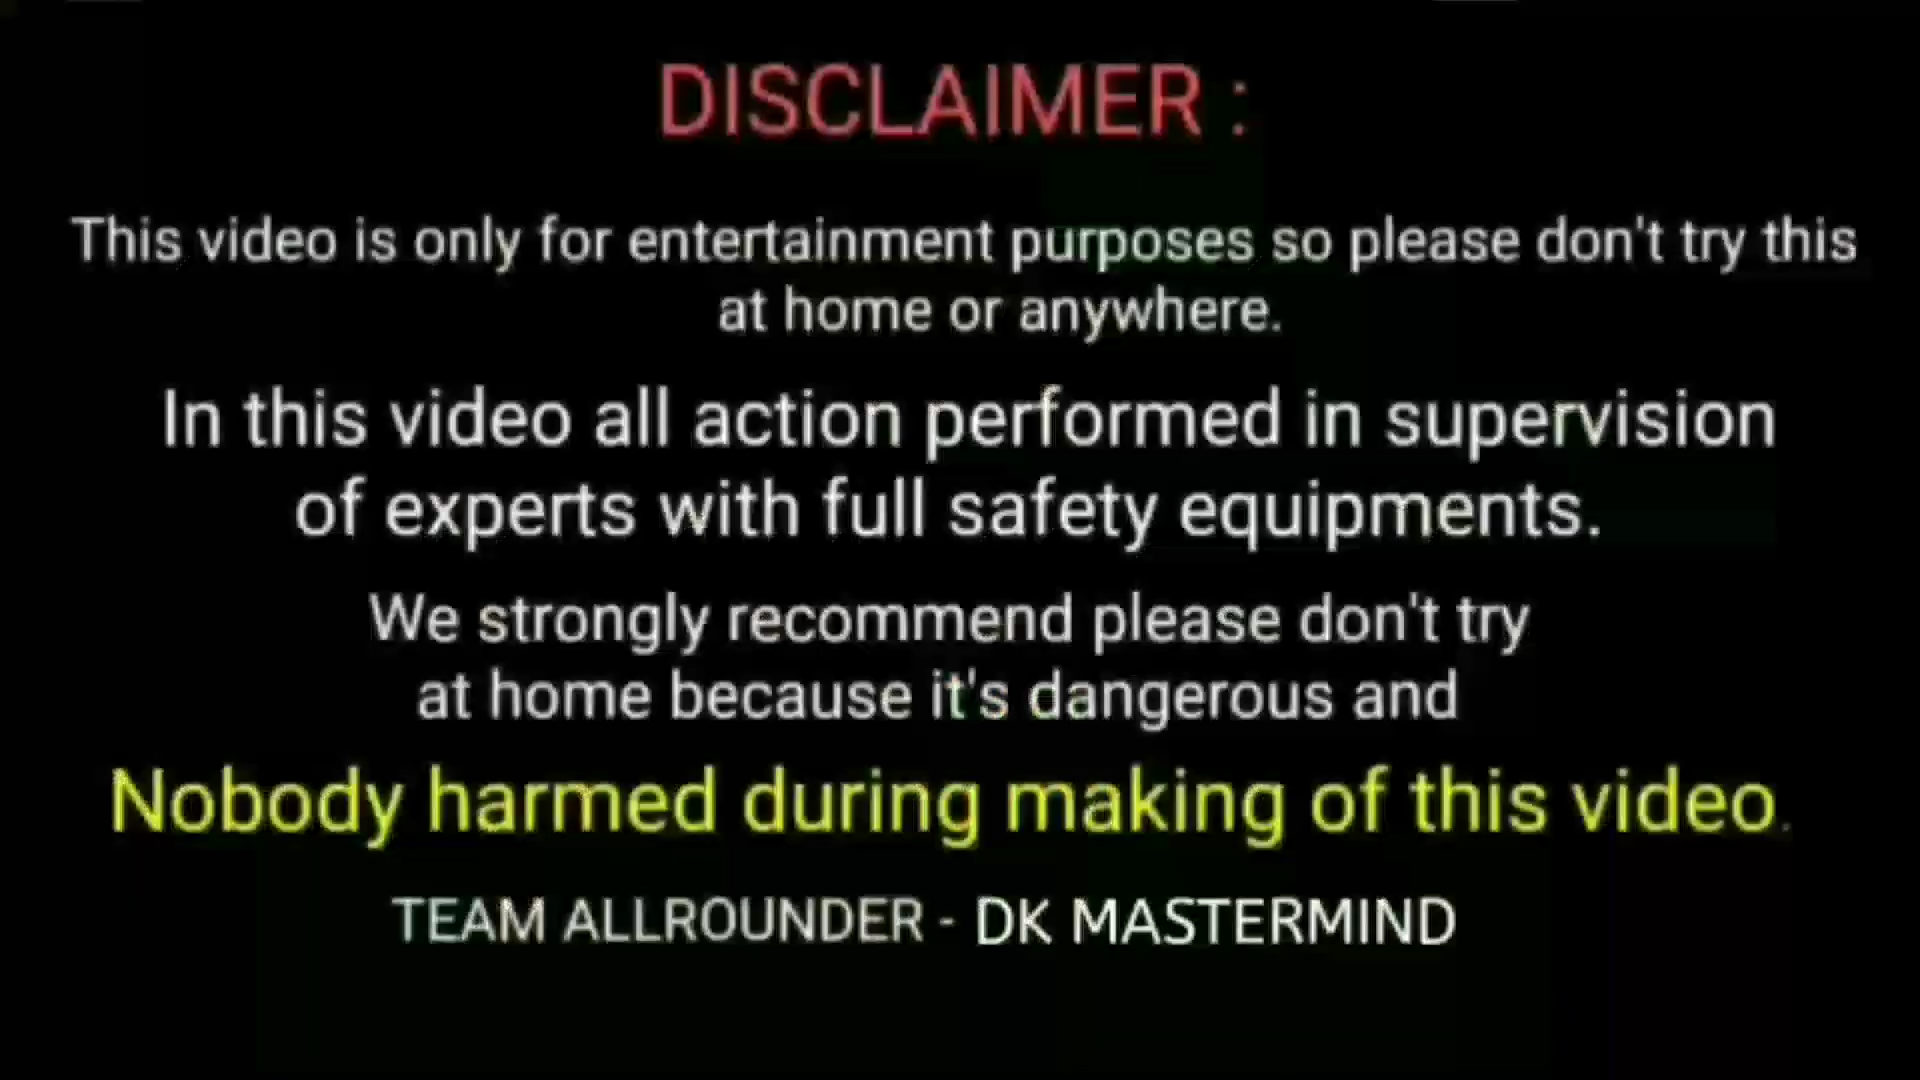 DISCLAIMER :
This video is only for entertainment purposes so please don't try this
at home or anywhere.
In this video all action performed in supervision
of experts with full safety equipments.
We strongly recommend please don't try
at home because it's dangerous and
Nobody harmed during making of this video.
TEAM ALLROUNDER - DK MASTERMIND